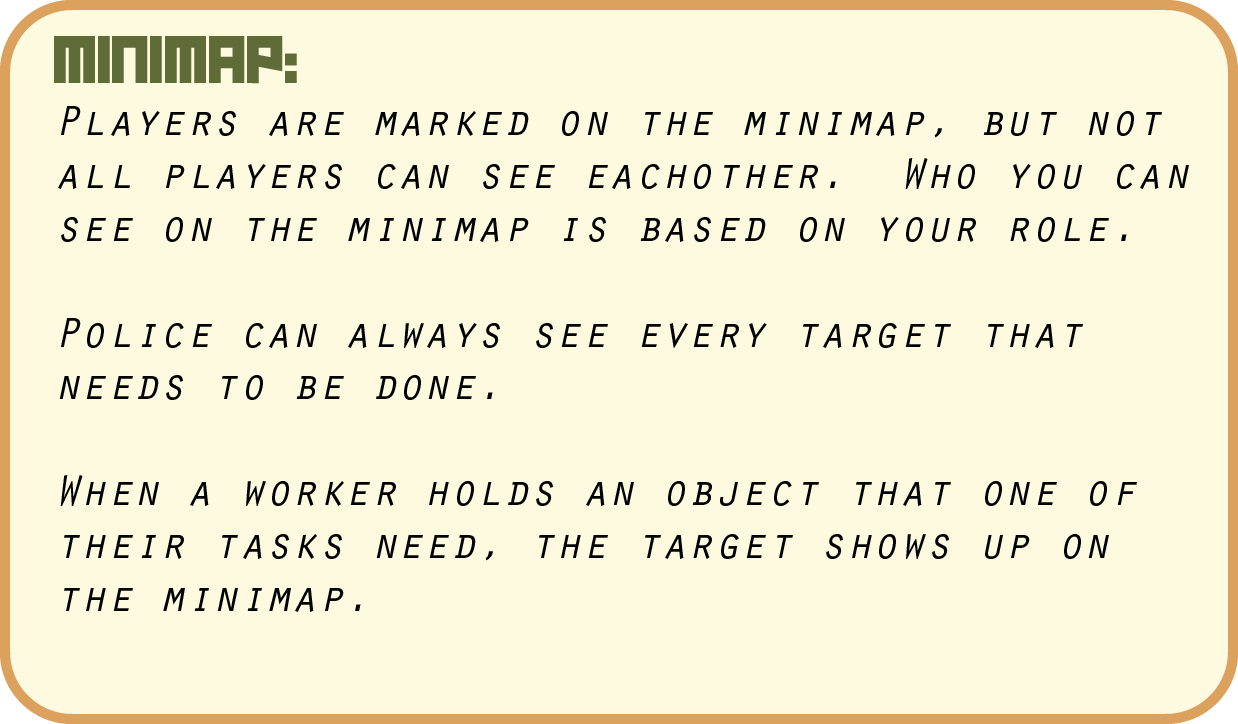 MINIMAP:
Players are marked on the minimap, but not
all players can see eachother.  Who you can
see on the minimap is based on your role.
Police can always see every target that
needs to be done.
When a worker holds an object that one of
their tasks need, the target shows up on
the minimap.